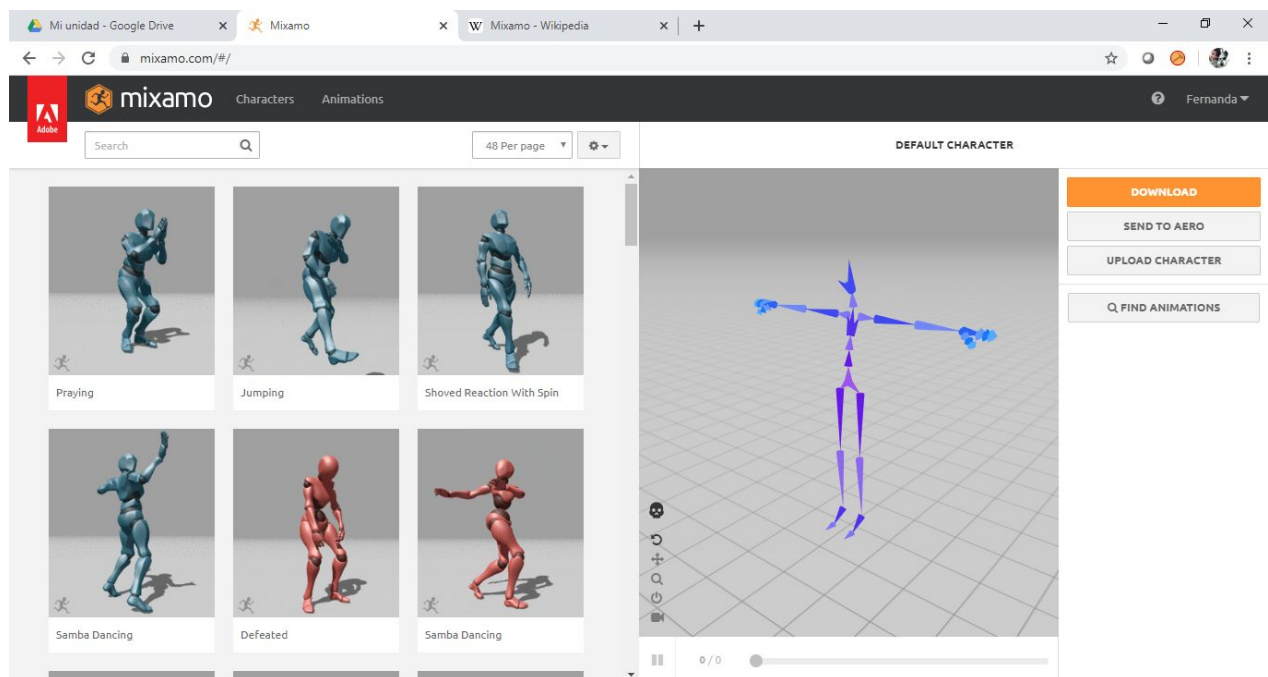 Mi unidad - Google Drive
Mixamo
Mixamo - Wikipedia
mixamo.com/#/
Adobe
mixamo
Characters
Animations
Fernanda
Search
48 Per page
DEFAULT CHARACTER
Praying
Jumping
Shoved Reaction With Spin
Samba Dancing
Defeated
Samba Dancing
0 / 0
DOWNLOAD
SEND TO AERO
UPLOAD CHARACTER
FIND ANIMATIONS